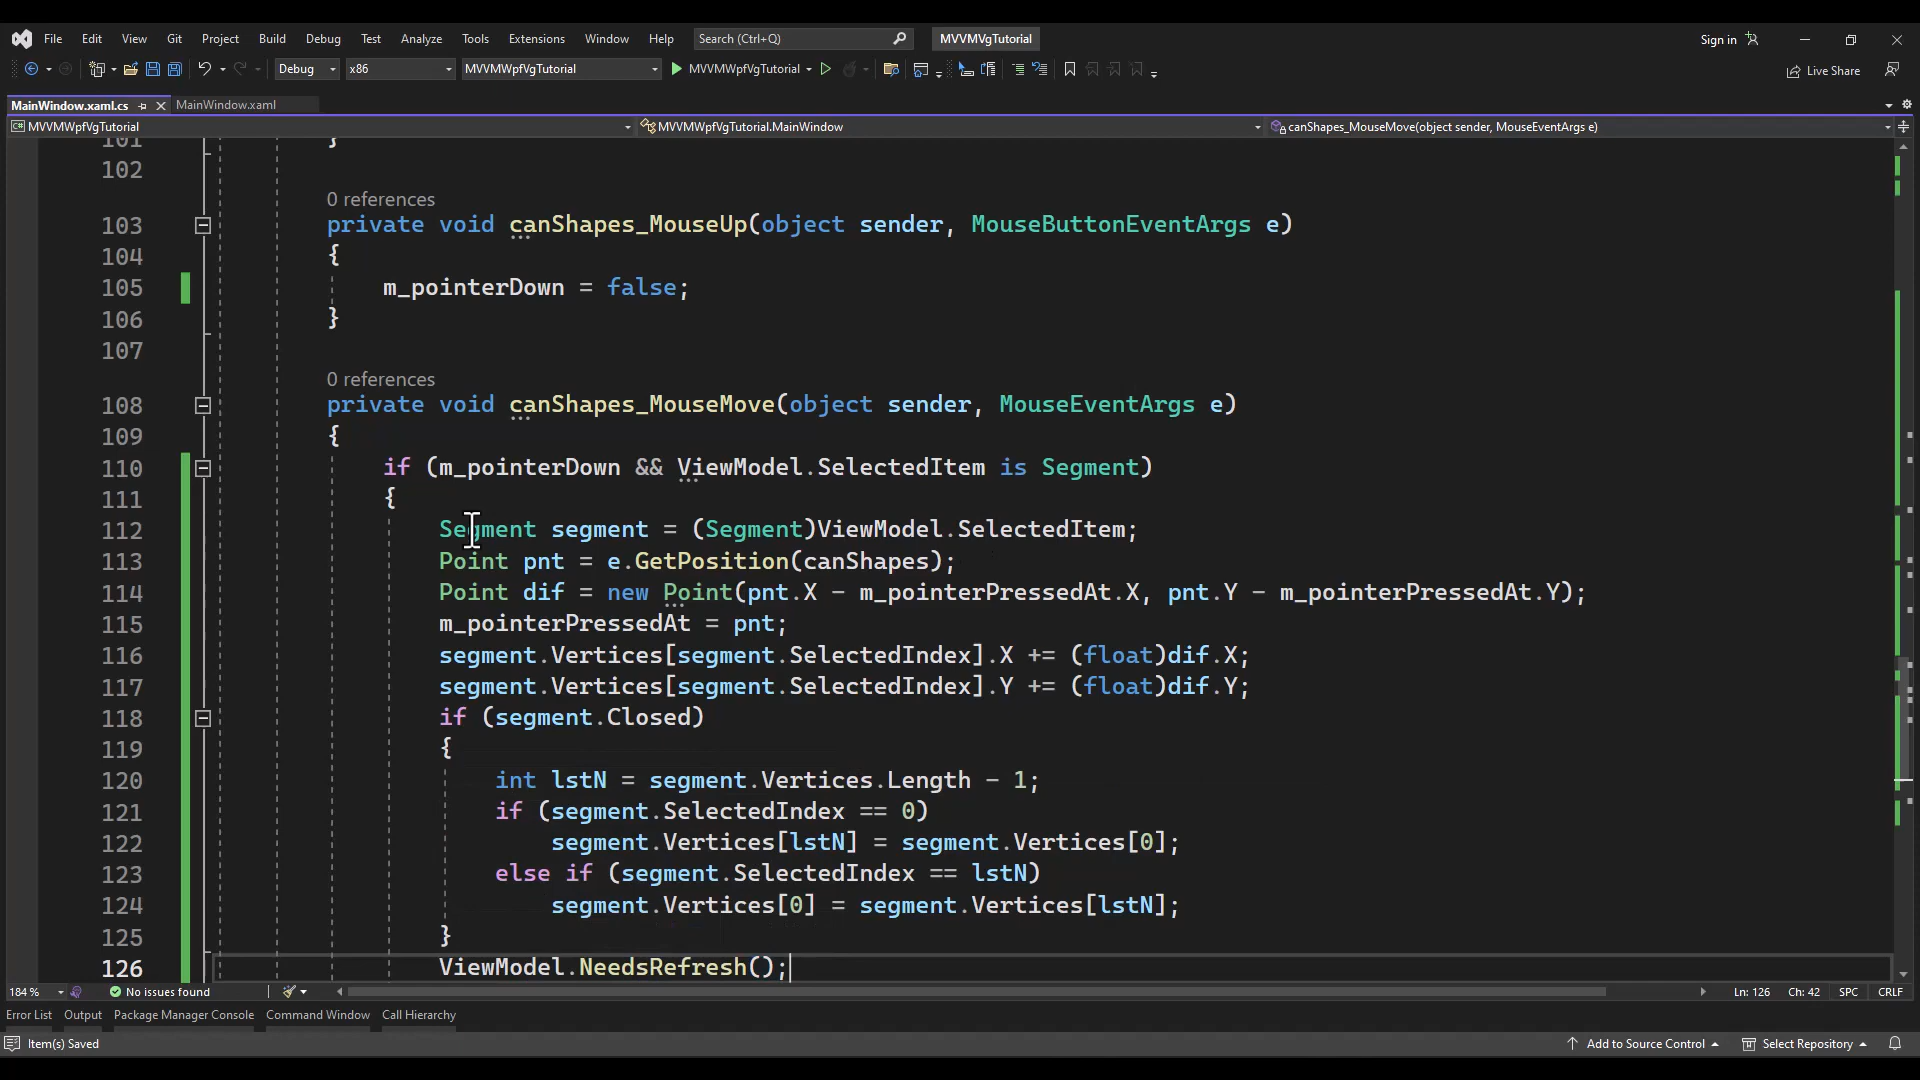 File Edit View Git Project Build Debug Test Analyze Tools Extensions Window Help Search (Ctrl+Q) MVVMVgTutorial Sign in
Debug x86 MVVMWpfVgTutorial MVVMWpfVgTutorial Live Share
MainWindow.xaml.cs MainWindow.xaml
MVVMWpfVgTutorial MVVMWpfVgTutorial.MainWindow canShapes_MouseMove(object sender, MouseEventArgs e)
101 }
102
0 references
103 private void canShapes_MouseUp(object sender, MouseButtonEventArgs e)
104 {
105 m_pointerDown = false;
106 }
107
0 references
108 private void canShapes_MouseMove(object sender, MouseEventArgs e)
109 {
110 if (m_pointerDown && ViewModel.SelectedItem is Segment)
111 {
112 Segment segment = (Segment)ViewModel.SelectedItem;
113 Point pnt = e.GetPosition(canShapes);
114 Point dif = new Point(pnt.X - m_pointerPressedAt.X, pnt.Y - m_pointerPressedAt.Y);
115 m_pointerPressedAt = pnt;
116 segment.Vertices[segment.SelectedIndex].X += (float)dif.X;
117 segment.Vertices[segment.SelectedIndex].Y += (float)dif.Y;
118 if (segment.Closed)
119 {
120 int lstN = segment.Vertices.Length - 1;
121 if (segment.SelectedIndex == 0)
122 segment.Vertices[lstN] = segment.Vertices[0];
123 else if (segment.SelectedIndex == lstN)
124 segment.Vertices[0] = segment.Vertices[lstN];
125 }
126 ViewModel.NeedsRefresh();
184 % No issues found Ln: 126 Ch: 42 SPC CRLF
Error List Output Package Manager Console Command Window Call Hierarchy
Item(s) Saved Add to Source Control Select Repository